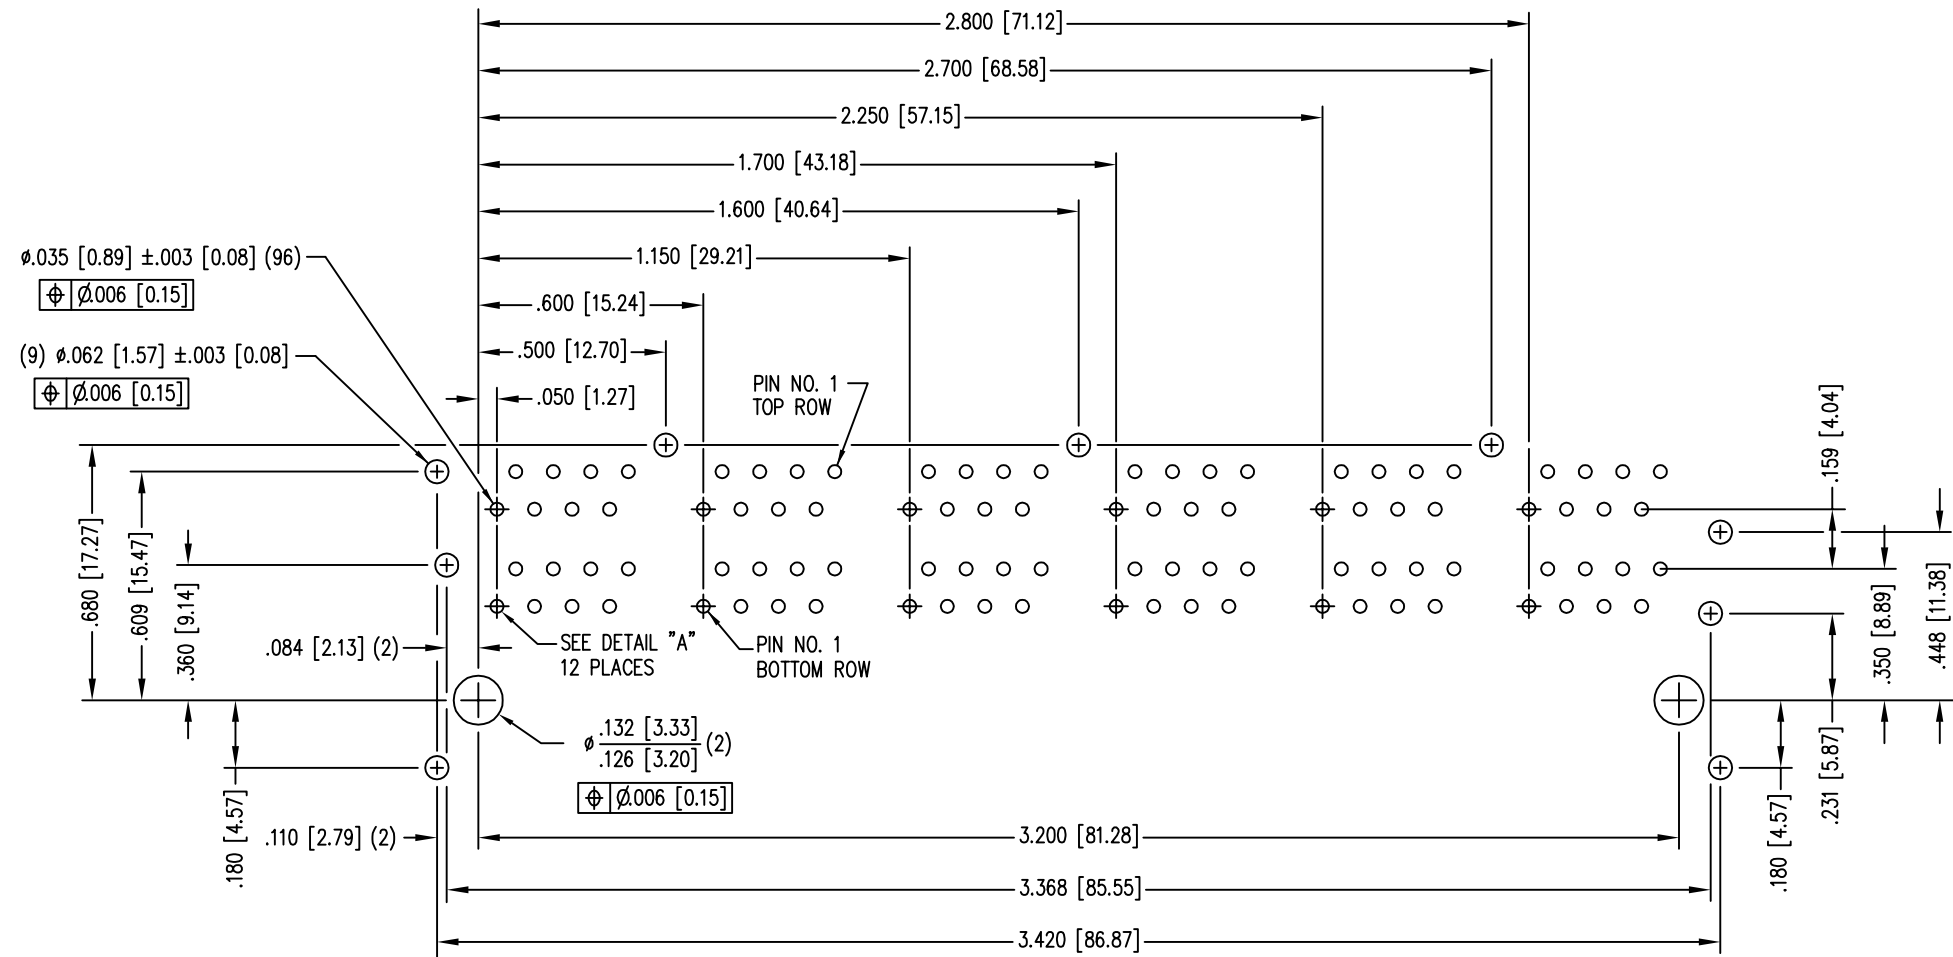 2.800 [71.12]
2.700 [68.58]
2.250 [57.15]
1.700 [43.18]
1.600 [40.64]
1.150 [29.21]
.600 [15.24]
.500 [12.70]
.050 [1.27]
⌀.035 [0.89] ±.003 [0.08] (96)
⌖ ⌀.006 [0.15]
(9) ⌀.062 [1.57] ±.003 [0.08]
⌖ ⌀.006 [0.15]
PIN NO. 1
TOP ROW
.680 [17.27]
.609 [15.47]
.360 [9.14]
.084 [2.13] (2)
.180 [4.57]
.110 [2.79] (2)
SEE DETAIL "A"
12 PLACES
PIN NO. 1
BOTTOM ROW
⌀ .132 [3.33]
.126 [3.20] (2)
⌖ ⌀.006 [0.15]
.159 [4.04]
.448 [11.38]
.350 [8.89]
.231 [5.87]
.180 [4.57]
3.200 [81.28]
3.368 [85.55]
3.420 [86.87]